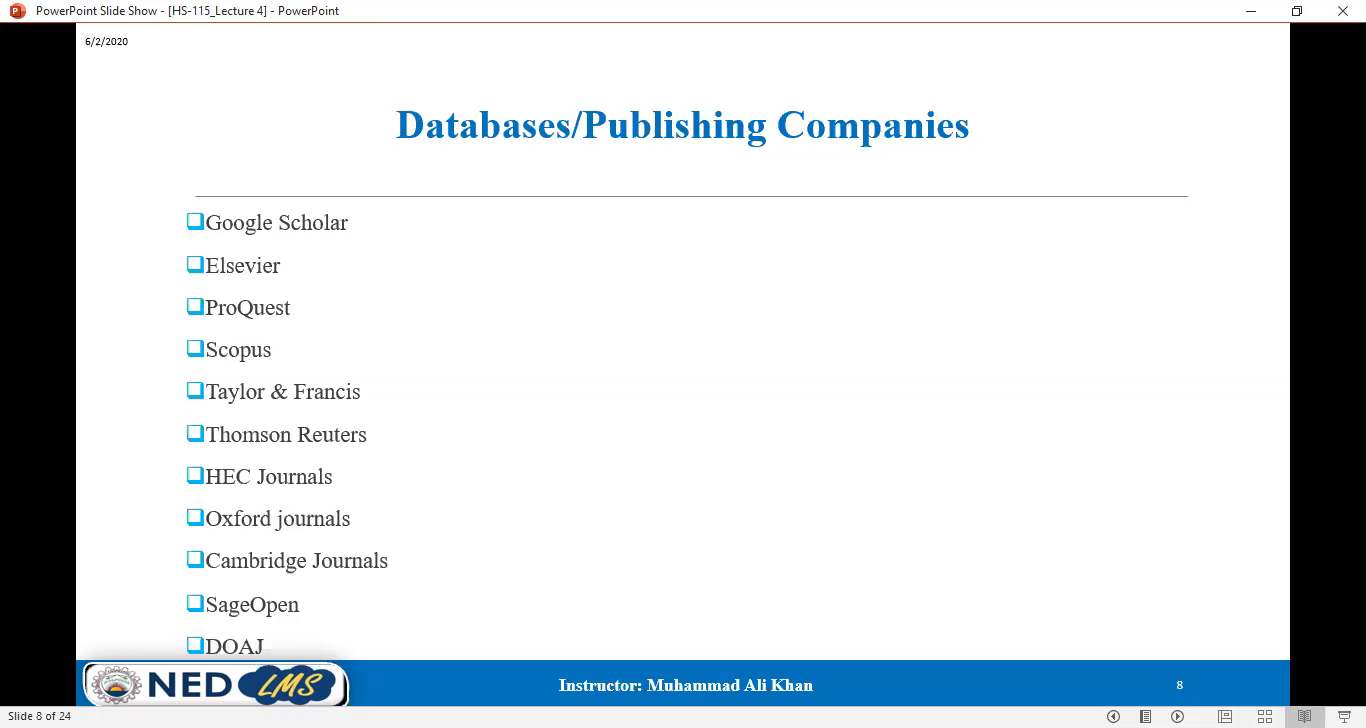 PowerPoint Slide Show - [HS-115_Lecture 4] - PowerPoint
6/2/2020
Databases/Publishing Companies
Google Scholar
Elsevier
ProQuest
Scopus
Taylor & Francis
Thomson Reuters
HEC Journals
Oxford journals
Cambridge Journals
SageOpen
DOAJ
NED LMS
Instructor: Muhammad Ali Khan
8
Slide 8 of 24